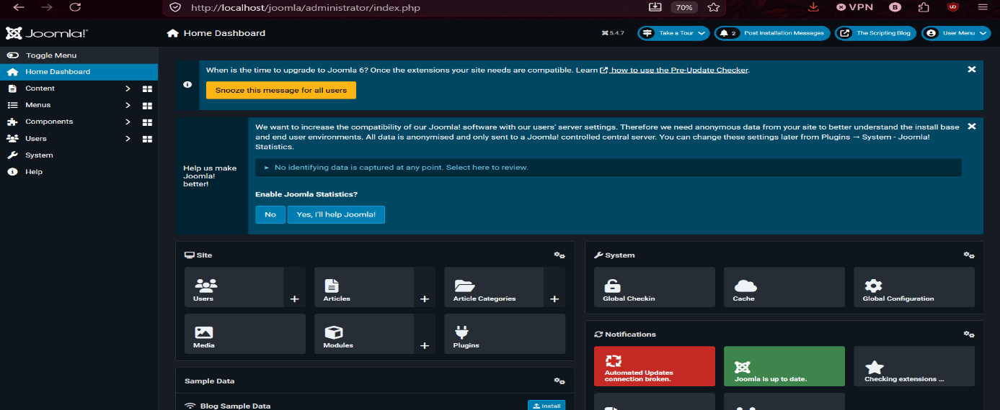 http://localhost/joomla/administrator/index.php
70%
VPN
B
UO
Joomla!®
Home Dashboard
5.4.7
Take a Tour
2 Post Installation Messages
The Scripting Blog
User Menu
Toggle Menu
Home Dashboard
Content
Menus
Components
Users
System
Help
When is the time to upgrade to Joomla 6? Once the extensions your site needs are compatible. Learn how to use the Pre-Update Checker.
Snooze this message for all users
Help us make
Joomla!
better!
We want to increase the compatibility of our Joomla! software with our users' server settings. Therefore we need anonymous data from your site to better understand the install base
and end user environments. All data is anonymised and only sent to a Joomla! controlled central server. You can change these settings later from Plugins → System - Joomla!
Statistics.
► No identifying data is captured at any point. Select here to review.
Enable Joomla Statistics?
No
Yes, I'll help Joomla!
Site
Users
Articles
Article Categories
Media
Modules
Plugins
Sample Data
Blog Sample Data
Install
System
Global Checkin
Cache
Global Configuration
Notifications
Automated Updates
connection broken.
Joomla is up to date.
Checking extensions ...